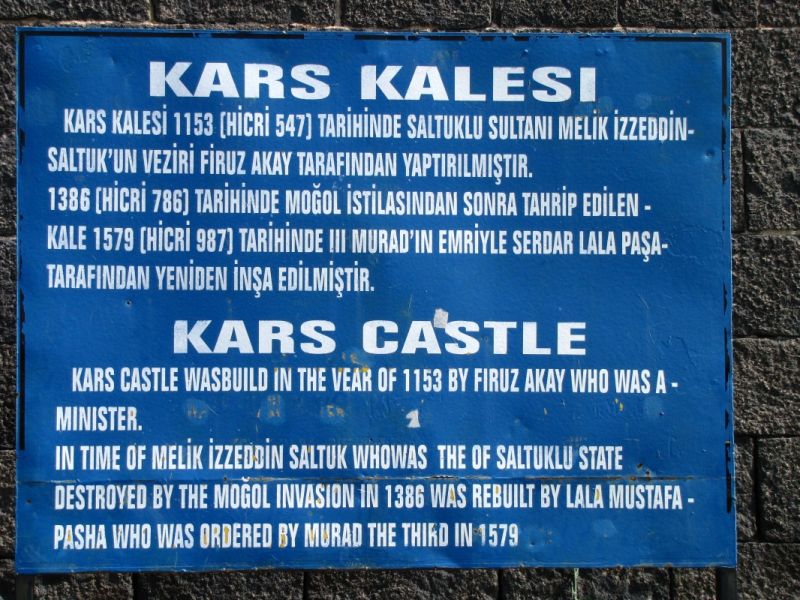 KARS KALESI
KARS KALESİ 1153 (HİCRİ 547) TARİHİNDE SALTUKLU SULTANI MELİK İZZEDDİN-
SALTUK'UN VEZİRİ FİRUZ AKAY TARAFINDAN YAPTIRILMIŞTIR.
1386 (HİCRİ 786) TARİHİNDE MOĞOL İSTİLASINDAN SONRA TAHRİP EDİLEN -
KALE 1579 (HİCRİ 987) TARİHİNDE III MURAD'IN EMRİYLE SERDAR LALA PAŞA-
TARAFINDAN YENİDEN İNŞA EDİLMİŞTİR.
KARS CASTLE
KARS CASTLE WASBUILD IN THE VEAR OF 1153 BY FIRUZ AKAY WHO WAS A -
MINISTER.
IN TIME OF MELİK İZZEDDİN SALTUK WHOWAS THE OF SALTUKLU STATE
DESTROYED BY THE MOĞOL INVASION IN 1386 WAS REBUILT BY LALA MUSTAFA -
PASHA WHO WAS ORDERED BY MURAD THE THIRD IN 1579